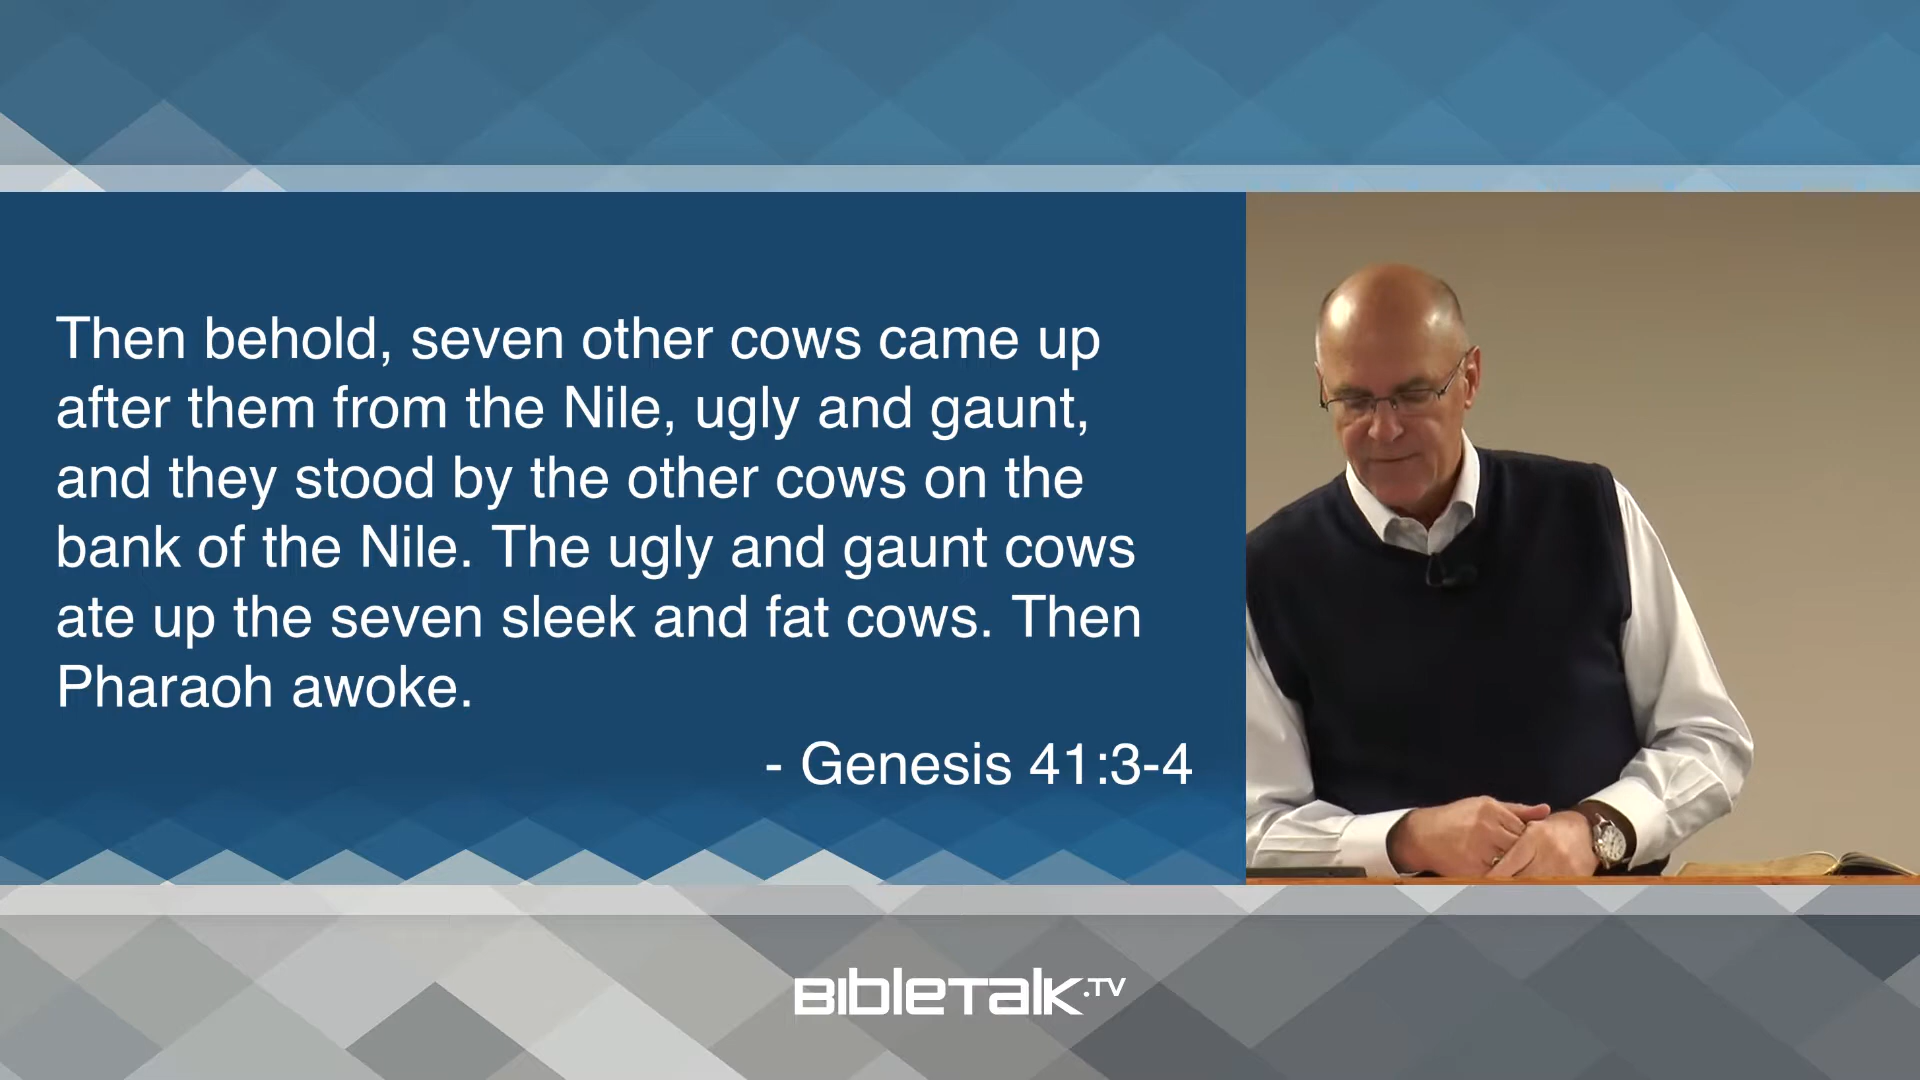 Then behold, seven other cows came up
after them from the Nile, ugly and gaunt,
and they stood by the other cows on the
bank of the Nile. The ugly and gaunt cows
ate up the seven sleek and fat cows. Then
Pharaoh awoke.
- Genesis 41:3-4
BIBLETALK.TV